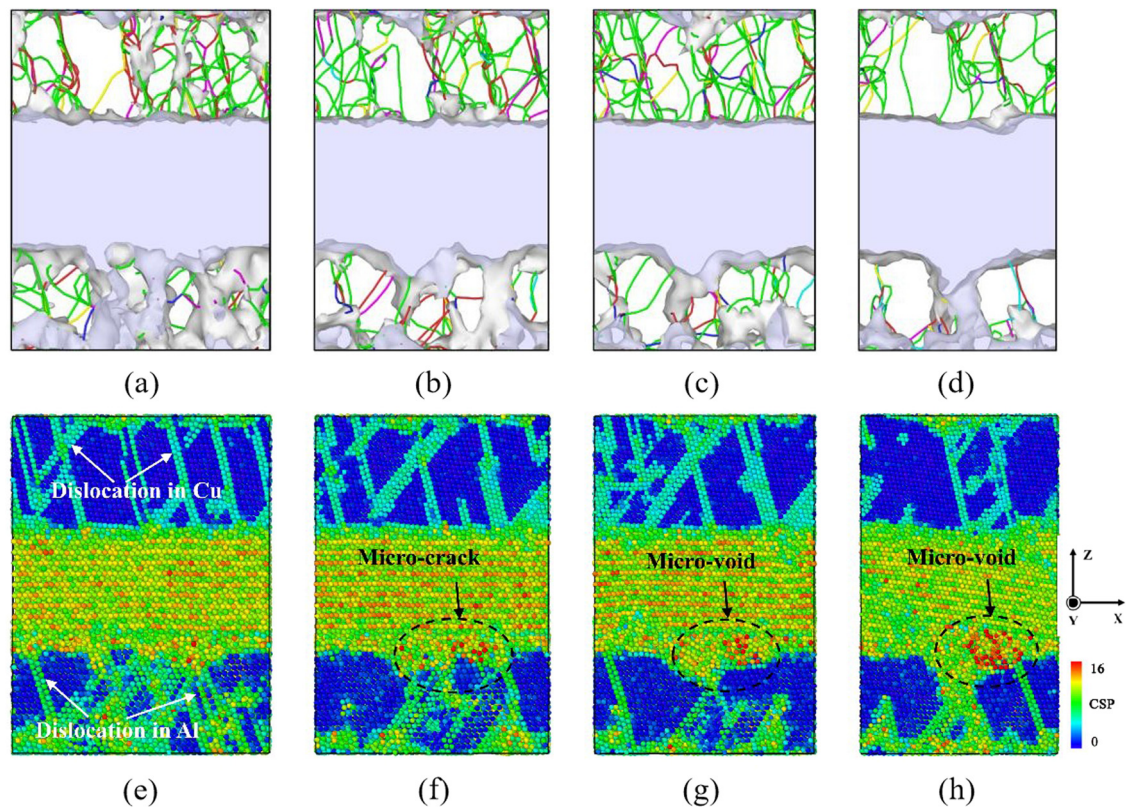 (a) (b) (c) (d)
Dislocation in Cu
Micro-crack Micro-void Micro-void
Z
Y X
16
CSP
0
Dislocation in Al
(e) (f) (g) (h)